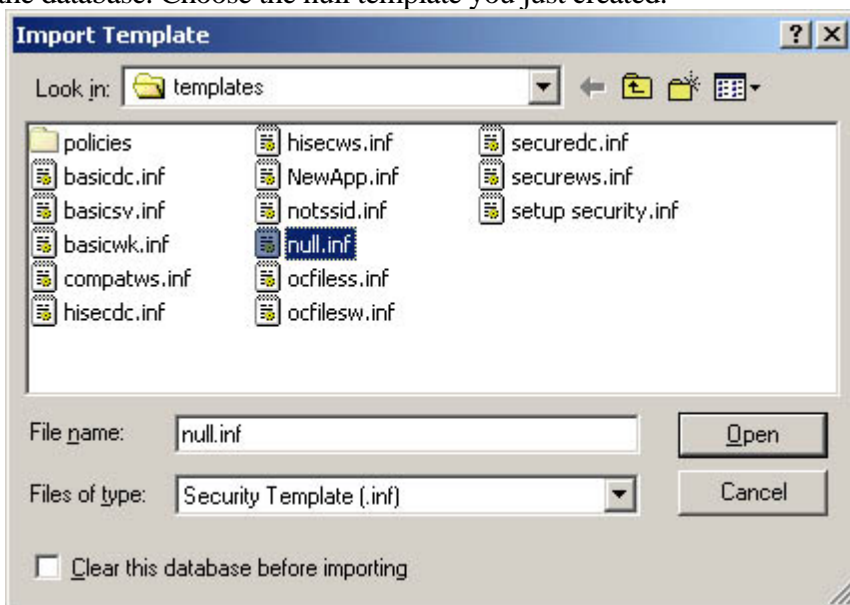 the database. Choose the null template you just created.
Import Template
Look in: templates
policies
basicdc.inf
basicsv.inf
basicwk.inf
compatws.inf
hisecdc.inf
hisecws.inf
NewApp.inf
notssid.inf
null.inf
ocfiless.inf
ocfilesw.inf
securedc.inf
securews.inf
setup security.inf
File name: null.inf
Open
Files of type: Security Template (.inf)
Cancel
Clear this database before importing